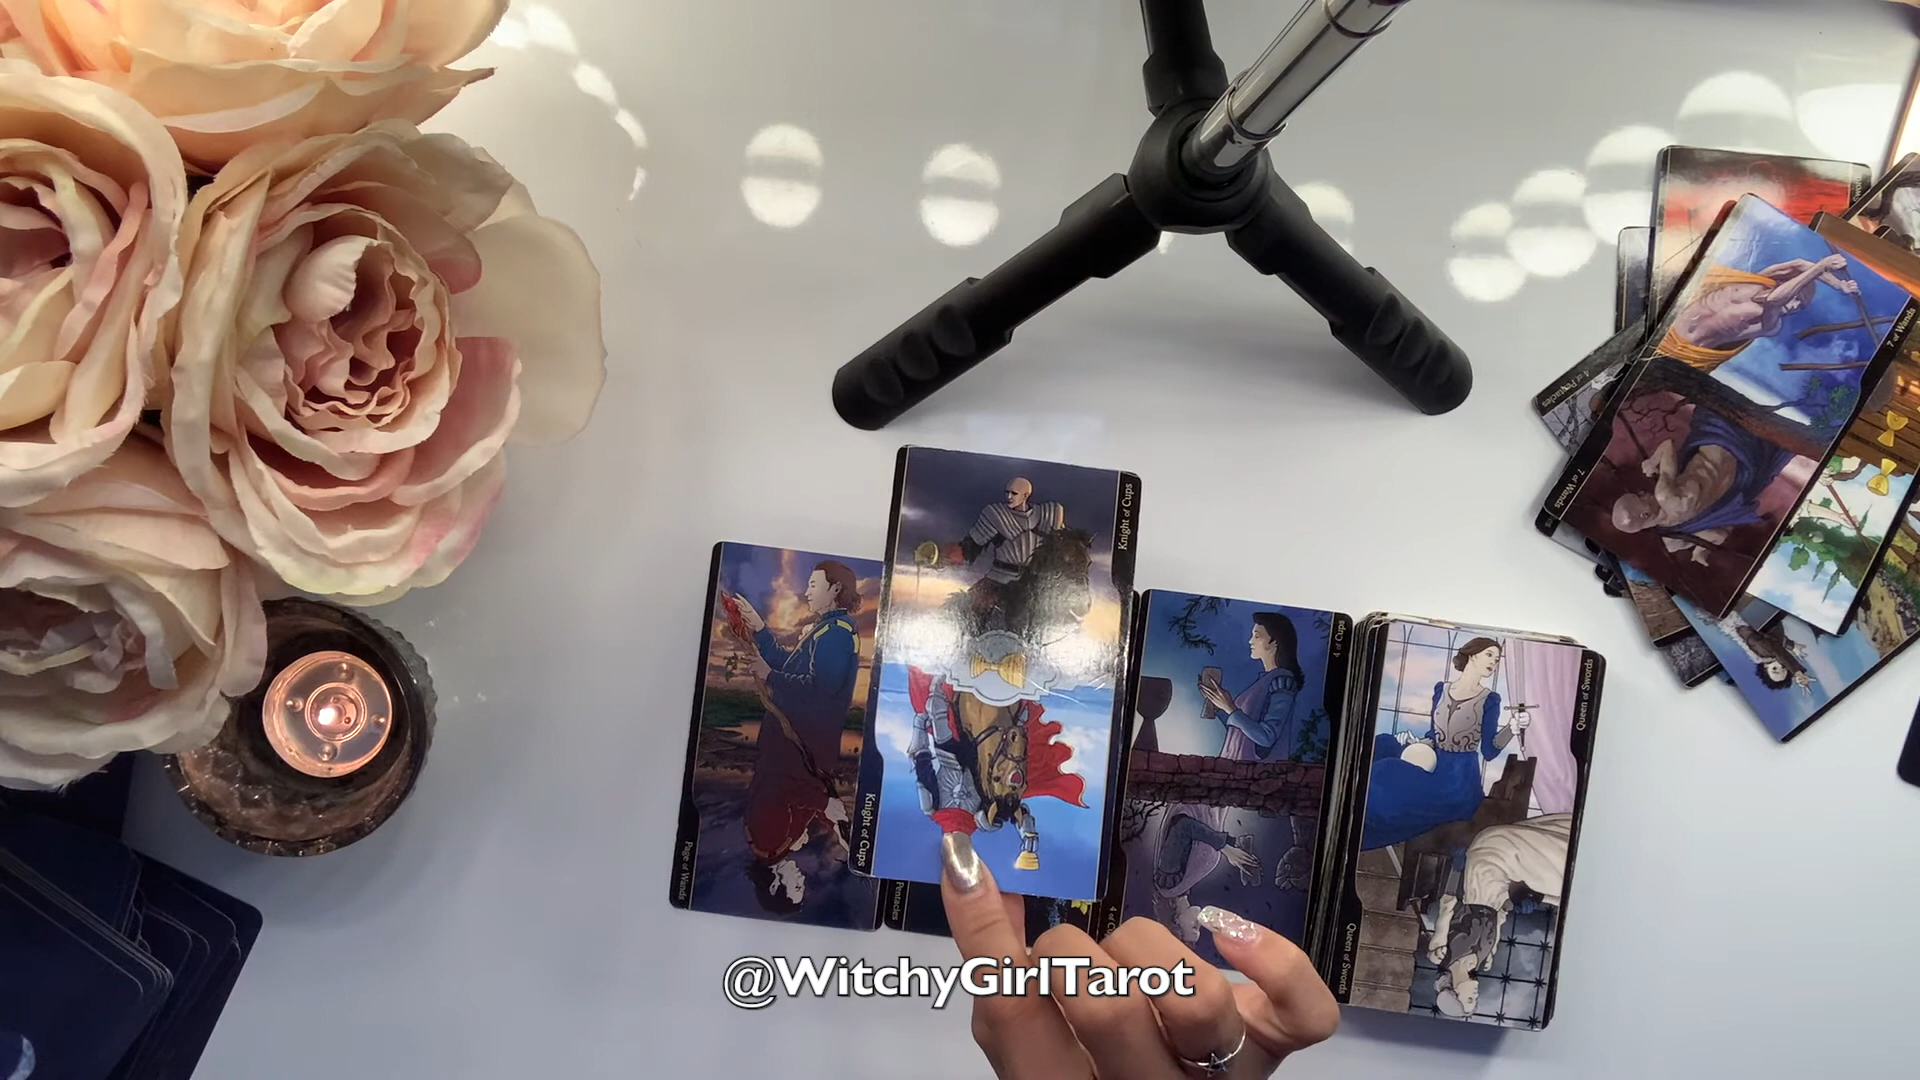 Knight of Cups
Knight of Cups
Page of Wands
Pentacles
4 of Cups
4 of C
Queen of Swords
Queen of Swords
7 of Wands
7 of Wands
4 of Pentacles
Sword
@WitchyGirlTarot